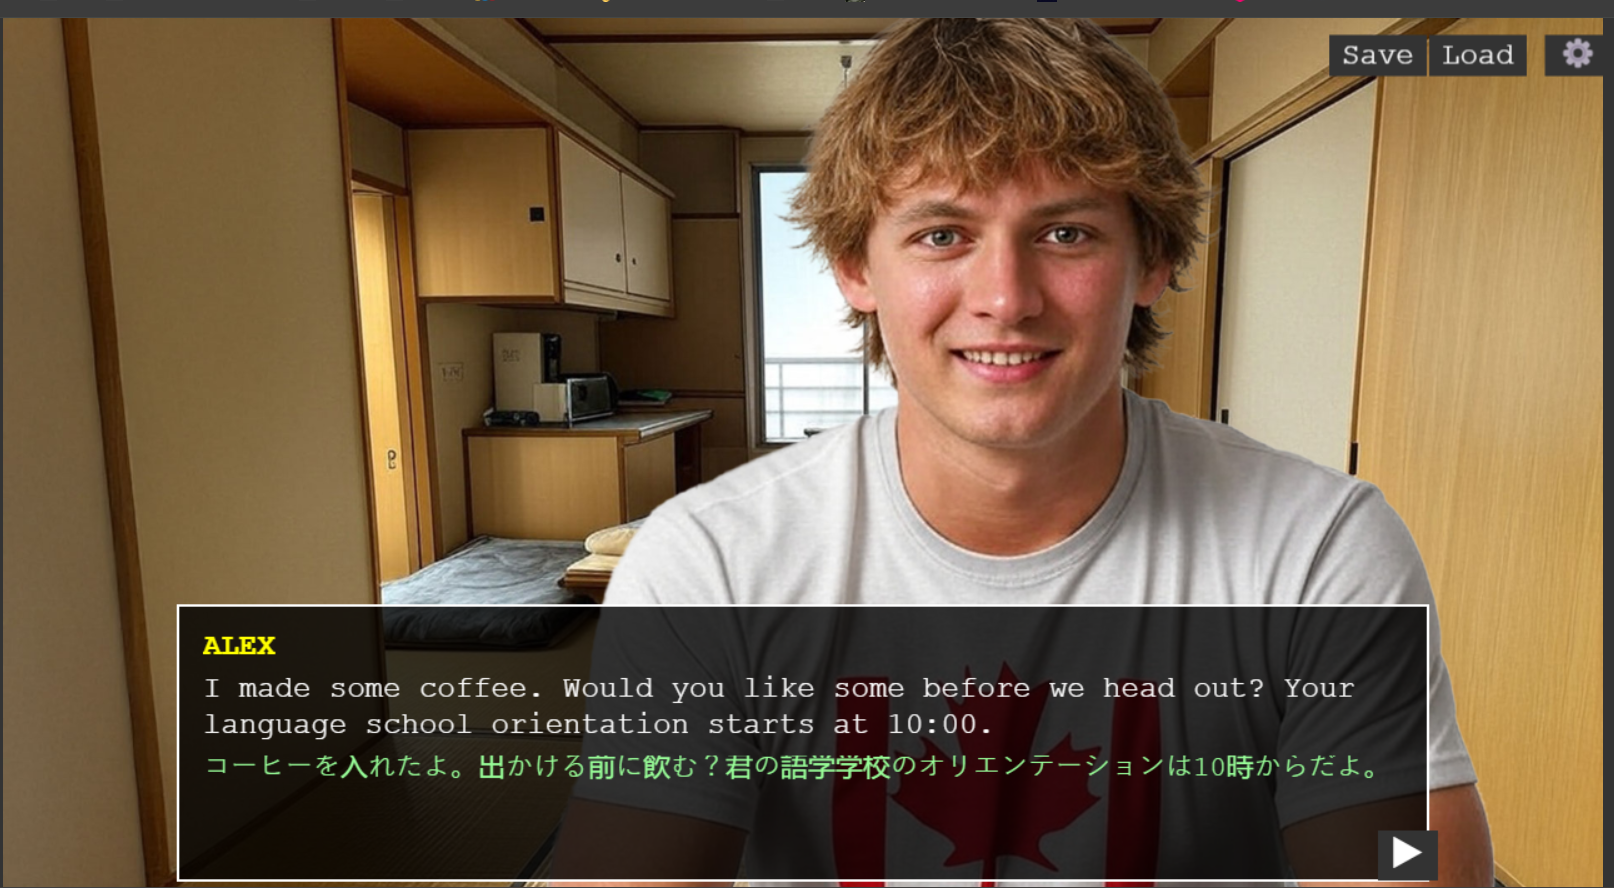 Save Load
ALEX
I made some coffee. Would you like some before we head out? Your
language school orientation starts at 10:00.
コーヒーを入れたよ。出かける前に飲む？君の語学学校のオリエンテーションは10時からだよ。